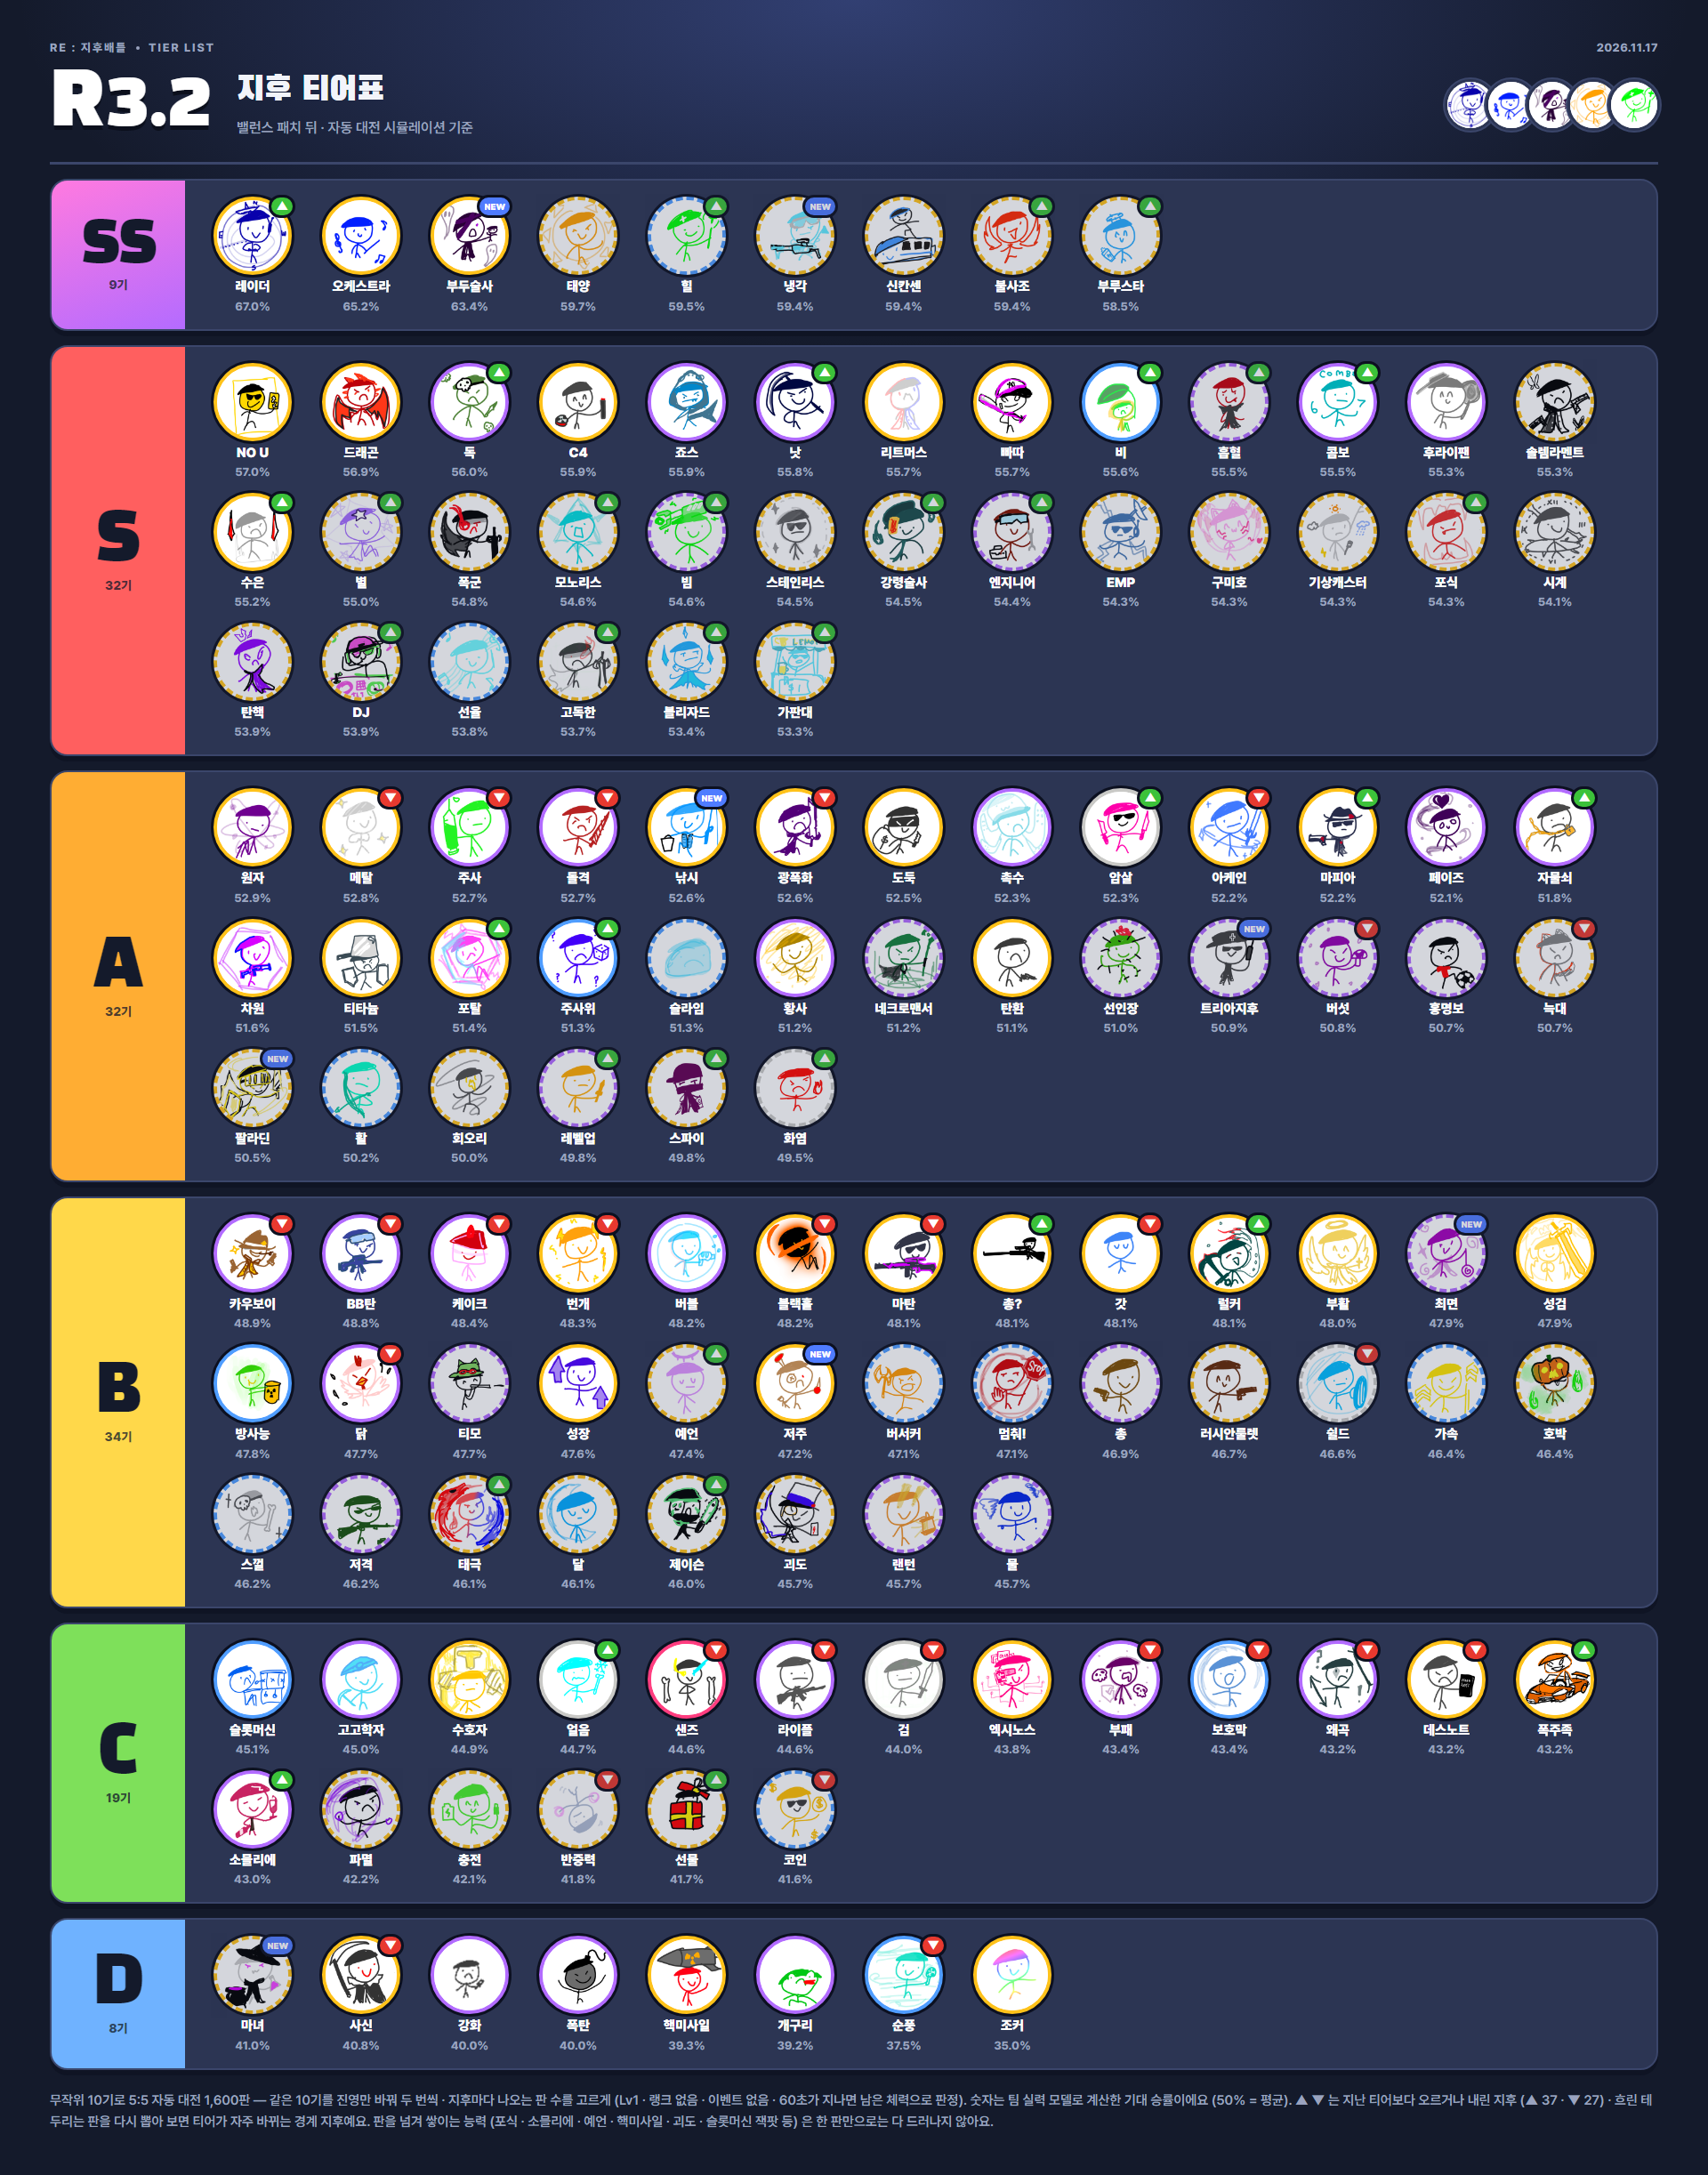 RE : 지후배틀 • TIER LIST
2026.11.17
R3.2 지후 티어표
밸런스 패치 뒤 · 자동 대전 시뮬레이션 기준
SS
9기
NEW NEW
레이더 오케스트라 부두술사 태양 힐 냉각 신칸센 불사조 부루스타
67.0% 65.2% 63.4% 59.7% 59.5% 59.4% 59.4% 59.4% 58.5%
S
32기
COMBO
NO U 드래곤 독 C4 죠스 낫 리트머스 빠따 비 흡혈 콤보 후라이팬 솔렘라멘트
57.0% 56.9% 56.0% 55.9% 55.9% 55.8% 55.7% 55.7% 55.6% 55.5% 55.5% 55.3% 55.3%
수은 별 폭군 모노리스 빔 스테인리스 강령술사 엔지니어 EMP 구미호 기상캐스터 포식 시계
55.2% 55.0% 54.8% 54.6% 54.6% 54.5% 54.5% 54.4% 54.3% 54.3% 54.3% 54.3% 54.1%
탄핵 DJ 선율 고독한 블리자드 가판대
53.9% 53.9% 53.8% 53.7% 53.4% 53.3%
A
32기
NEW
원자 메탈 주사 돌격 낚시 광폭화 도둑 촉수 암살 아케인 마피아 페이즈 자물쇠
52.9% 52.8% 52.7% 52.7% 52.6% 52.6% 52.5% 52.3% 52.3% 52.2% 52.2% 52.1% 51.8%
NEW
차원 티타늄 포탈 주사위 슬라임 황사 네크로맨서 탄환 선인장 트리아지후 버섯 홍명보 늑대
51.6% 51.5% 51.4% 51.3% 51.3% 51.2% 51.2% 51.1% 51.0% 50.9% 50.8% 50.7% 50.7%
NEW
팔라딘 활 회오리 레벨업 스파이 화염
50.5% 50.2% 50.0% 49.8% 49.8% 49.5%
B
34기
NEW
카우보이 BB탄 케이크 번개 버블 블랙홀 마탄 총? 갓 럴커 부활 최면 성검
48.9% 48.8% 48.4% 48.3% 48.2% 48.2% 48.1% 48.1% 48.1% 48.1% 48.0% 47.9% 47.9%
NEW STOP
방사능 닭 티모 성장 예언 저주 버서커 멈춰! 총 러시안룰렛 쉴드 가속 호박
47.8% 47.7% 47.7% 47.6% 47.4% 47.2% 47.1% 47.1% 46.9% 46.7% 46.6% 46.4% 46.4%
스껄 저격 태극 달 제이슨 괴도 랜턴 물
46.2% 46.2% 46.1% 46.1% 46.0% 45.7% 45.7% 45.7%
C
19기
슬롯머신 고고학자 수호자 얼음 샌즈 라이플 검 엑시노스 부패 보호막 왜곡 데스노트 폭주족
45.1% 45.0% 44.9% 44.7% 44.6% 44.6% 44.0% 43.8% 43.4% 43.4% 43.2% 43.2% 43.2%
소믈리에 파멸 충전 반중력 선물 코인
43.0% 42.2% 42.1% 41.8% 41.7% 41.6%
D
8기
NEW
마녀 사신 강화 폭탄 핵미사일 개구리 순풍 조커
41.0% 40.8% 40.0% 40.0% 39.3% 39.2% 37.5% 35.0%
무작위 10기로 5:5 자동 대전 1,600판 — 같은 10기를 진영만 바꿔 두 번씩 · 지후마다 나오는 판 수를 고르게 (Lv1 · 랭크 없음 · 이벤트 없음 · 60초가 지나면 남은 체력으로 판정). 숫자는 팀 실력 모델로 계산한 기대 승률이에요 (50% = 평균). ▲ ▼ 는 지난 티어보다 오르거나 내린 지후 (▲ 37 · ▼ 27) · 흐린 테
두리는 판을 다시 뽑아 보면 티어가 자주 바뀌는 경계 지후예요. 판을 넘겨 쌓이는 능력 (포식 · 소믈리에 · 예언 · 핵미사일 · 괴도 · 슬롯머신 잭팟 등) 은 한 판만으로는 다 드러나지 않아요.